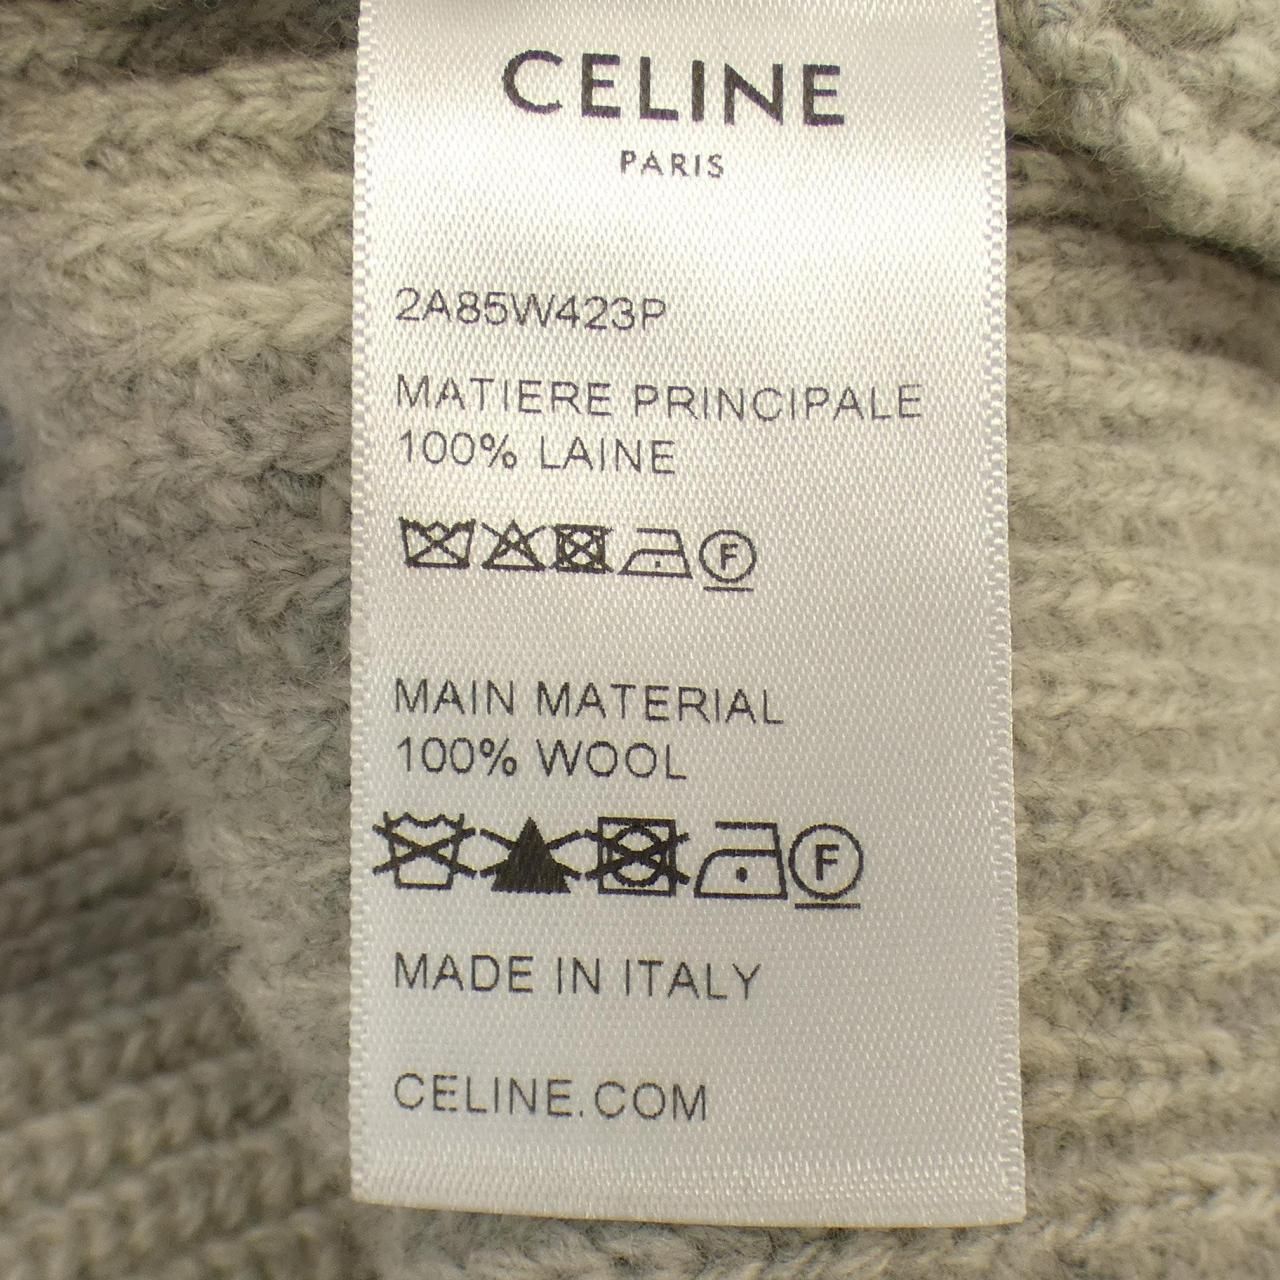 CELINE
PARIS
2A85W423P
MATIERE PRINCIPALE
100% LAINE
F
MAIN MATERIAL
100% WOOL
F
MADE IN ITALY
CELINE.COM